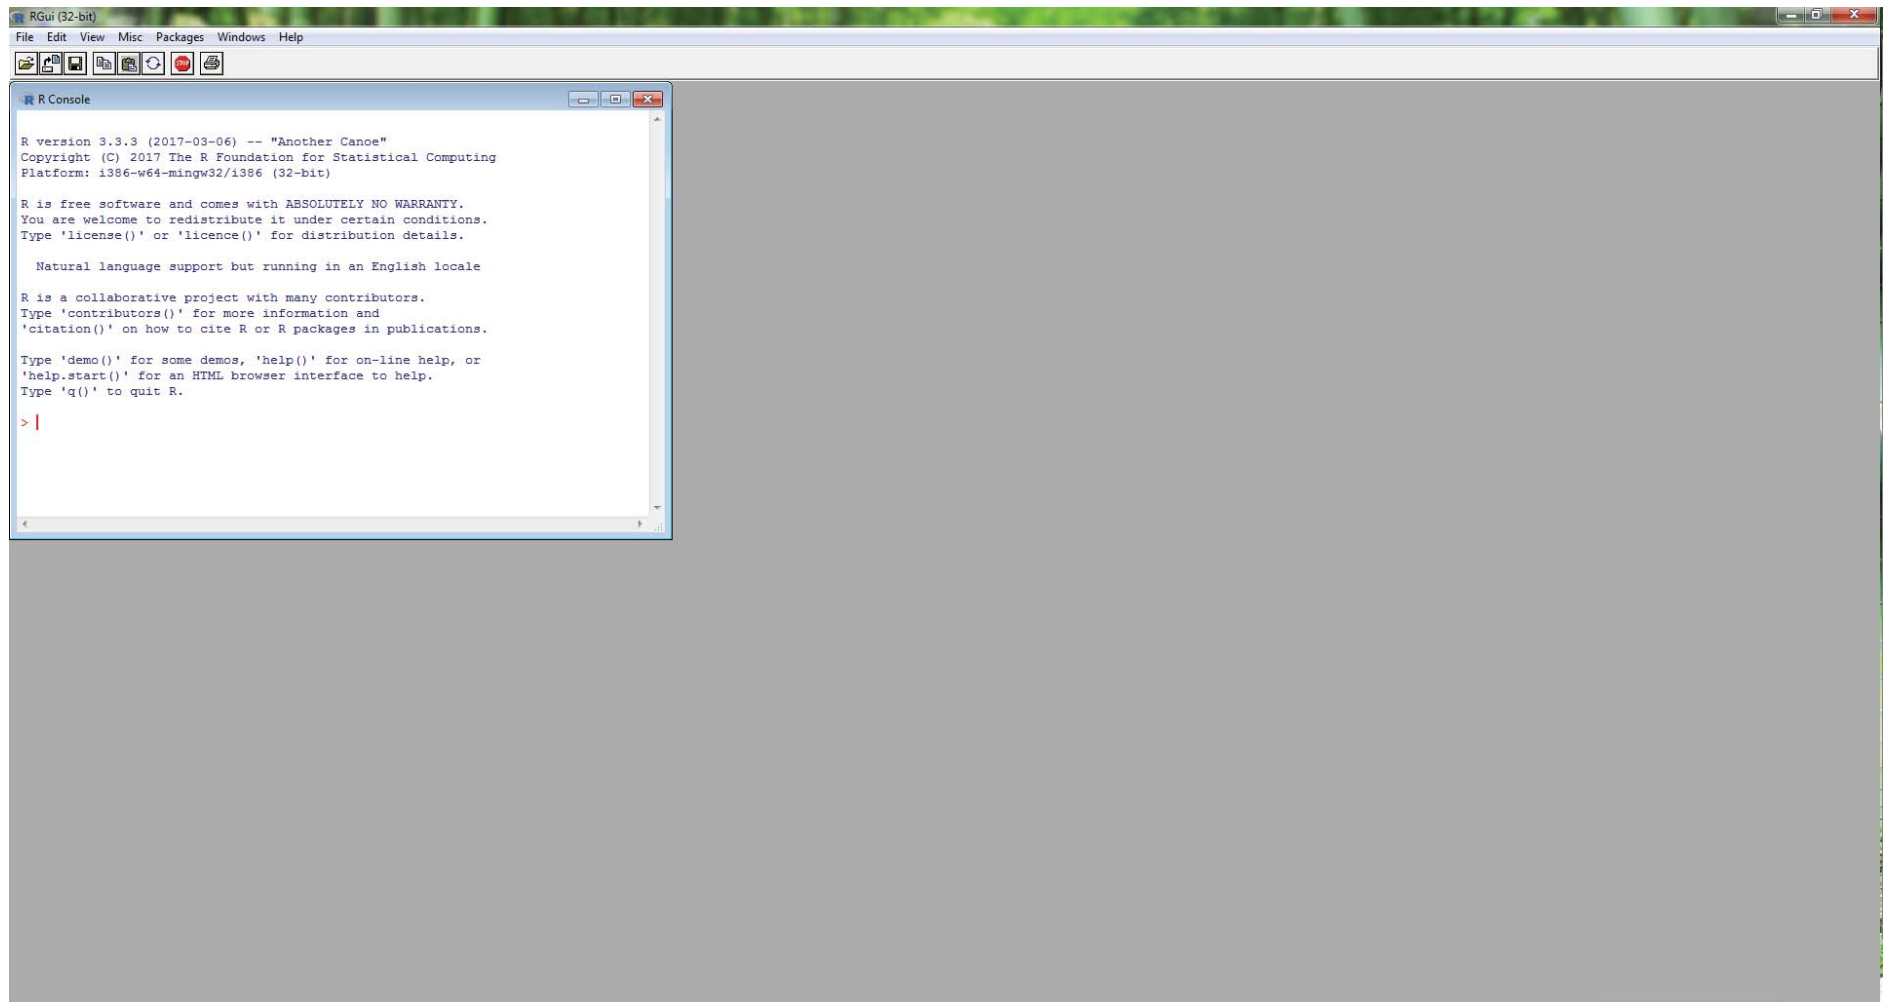 RGui (32-bit)
File Edit View Misc Packages Windows Help
STOP
R Console
R version 3.3.3 (2017-03-06) -- "Another Canoe"
Copyright (C) 2017 The R Foundation for Statistical Computing
Platform: i386-w64-mingw32/i386 (32-bit)
R is free software and comes with ABSOLUTELY NO WARRANTY.
You are welcome to redistribute it under certain conditions.
Type 'license()' or 'licence()' for distribution details.
Natural language support but running in an English locale
R is a collaborative project with many contributors.
Type 'contributors()' for more information and
'citation()' on how to cite R or R packages in publications.
Type 'demo()' for some demos, 'help()' for on-line help, or
'help.start()' for an HTML browser interface to help.
Type 'q()' to quit R.
>